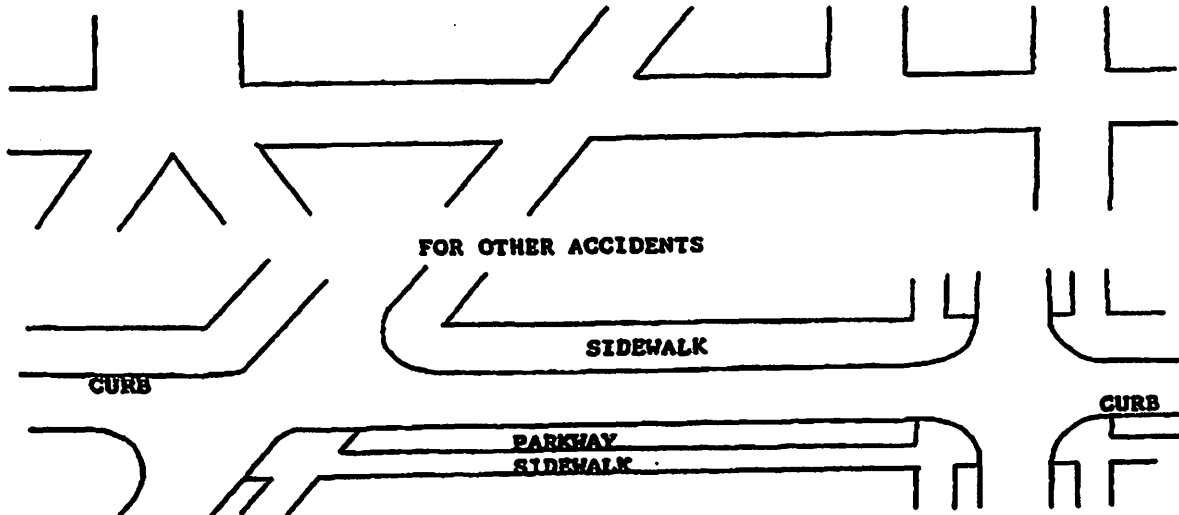 FOR OTHER ACCIDENTS
SIDEWALK
CURB
CURB
PARKWAY
SIDEWALK